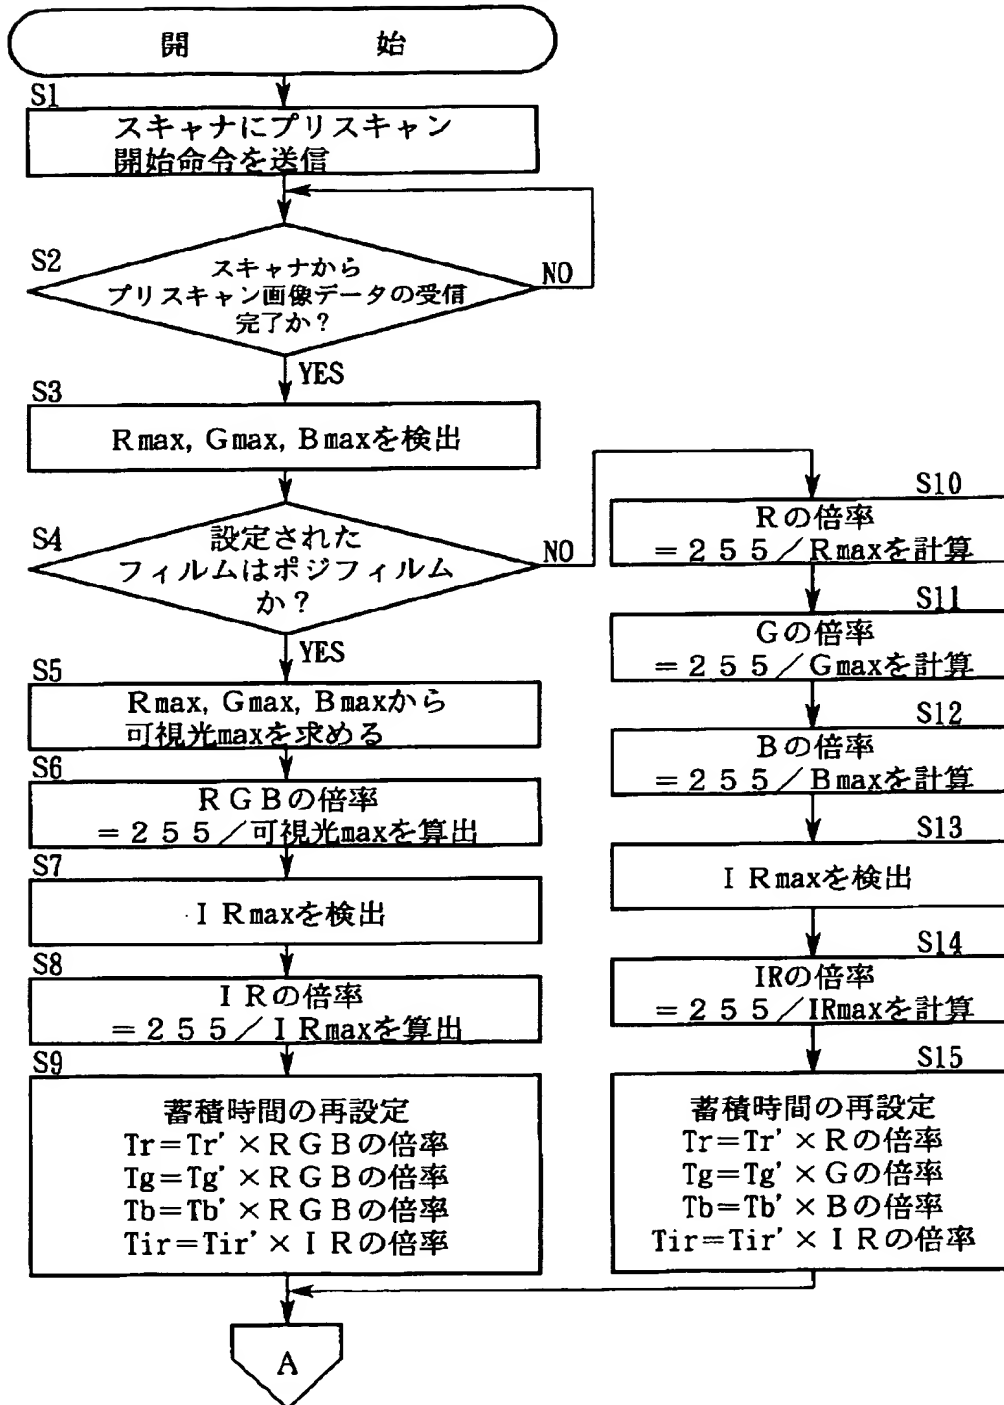 開始
S1
スキャナにプリスキャン
開始命令を送信
S2
スキャナから
プリスキャン画像データの受信
完了か?
NO
YES
S3
Rmax, Gmax, Bmaxを検出
S4
設定された
フィルムはポジフィルム
か?
NO
YES
S5
Rmax, Gmax, Bmaxから
可視光maxを求める
S6
RGBの倍率
=255/可視光maxを算出
S7
IRmaxを検出
S8
IRの倍率
=255/IRmaxを算出
S9
蓄積時間の再設定
Tr=Tr'×RGBの倍率
Tg=Tg'×RGBの倍率
Tb=Tb'×RGBの倍率
Tir=Tir'×IRの倍率
S10
Rの倍率
=255/Rmaxを計算
S11
Gの倍率
=255/Gmaxを計算
S12
Bの倍率
=255/Bmaxを計算
S13
IRmaxを検出
S14
IRの倍率
=255/IRmaxを計算
S15
蓄積時間の再設定
Tr=Tr'×Rの倍率
Tg=Tg'×Gの倍率
Tb=Tb'×Bの倍率
Tir=Tir'×IRの倍率
A